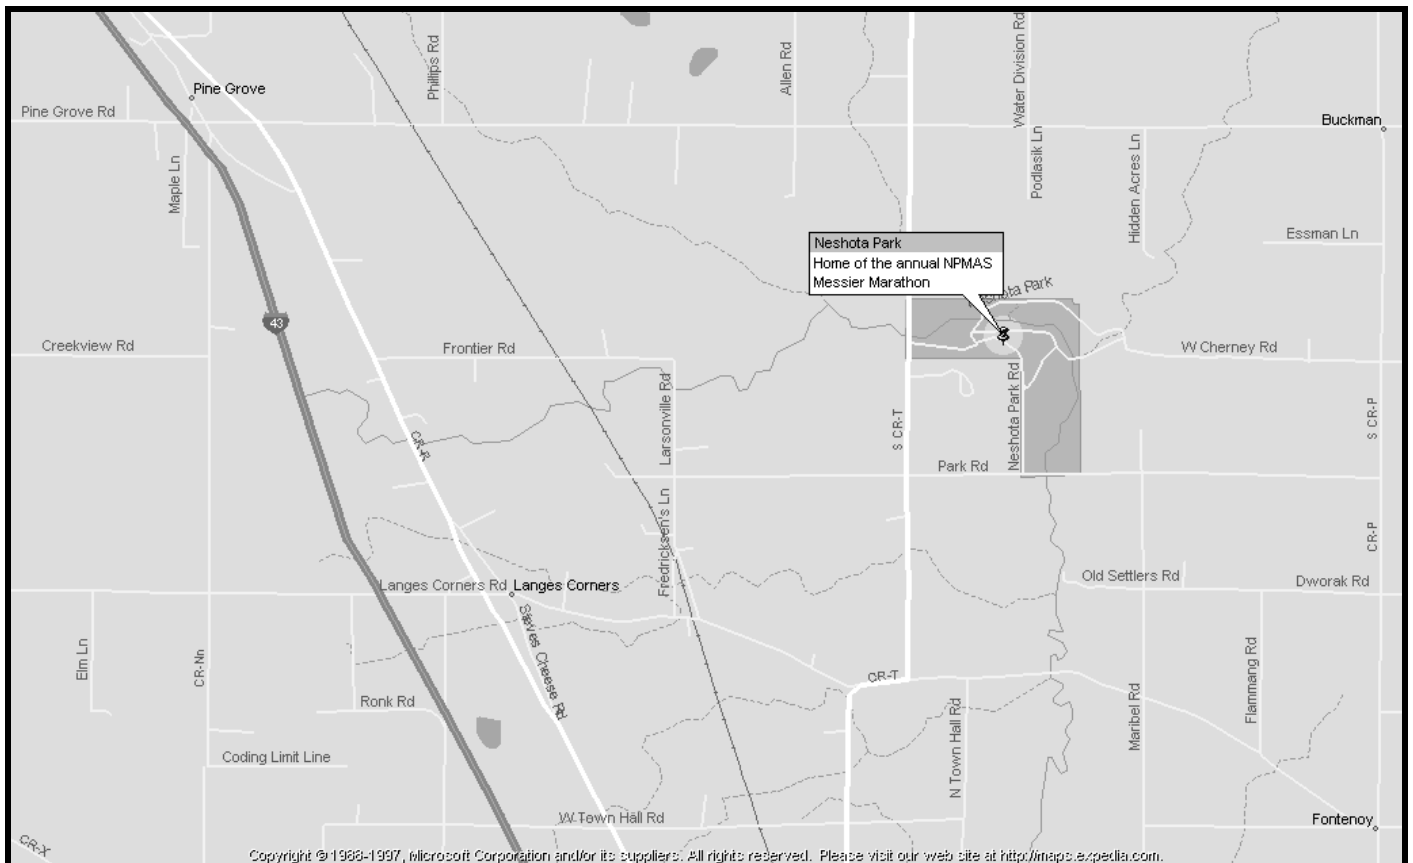 Phillips Rd
Allen Rd
Water Division Rd
Pine Grove
Pine Grove Rd
Buckman
Maple Ln
Podlasik Ln
Hidden Acres Ln
Essman Ln
Neshota Park
Home of the annual NPMAS
Messier Marathon
Neshota Park
43
Creekview Rd
Frontier Rd
W Cherney Rd
Larsonville Rd
Neshota Park Rd
S CR-T
S CR-P
CR-R
Park Rd
Fredricksen's Ln
CR-P
Langes Corners Rd
Langes Corners
Old Settlers Rd
Dworak Rd
Elm Ln
CR-Nn
Steves Cheese Rd
CR-T
Ronk Rd
N Town Hall Rd
Maribel Rd
Flammang Rd
Coding Limit Line
W Town Hall Rd
Fontenoy
CR-X
Copyright © 1988-1997, Microsoft Corporation and/or its suppliers. All rights reserved. Please visit our web site at http://maps.expedia.com.